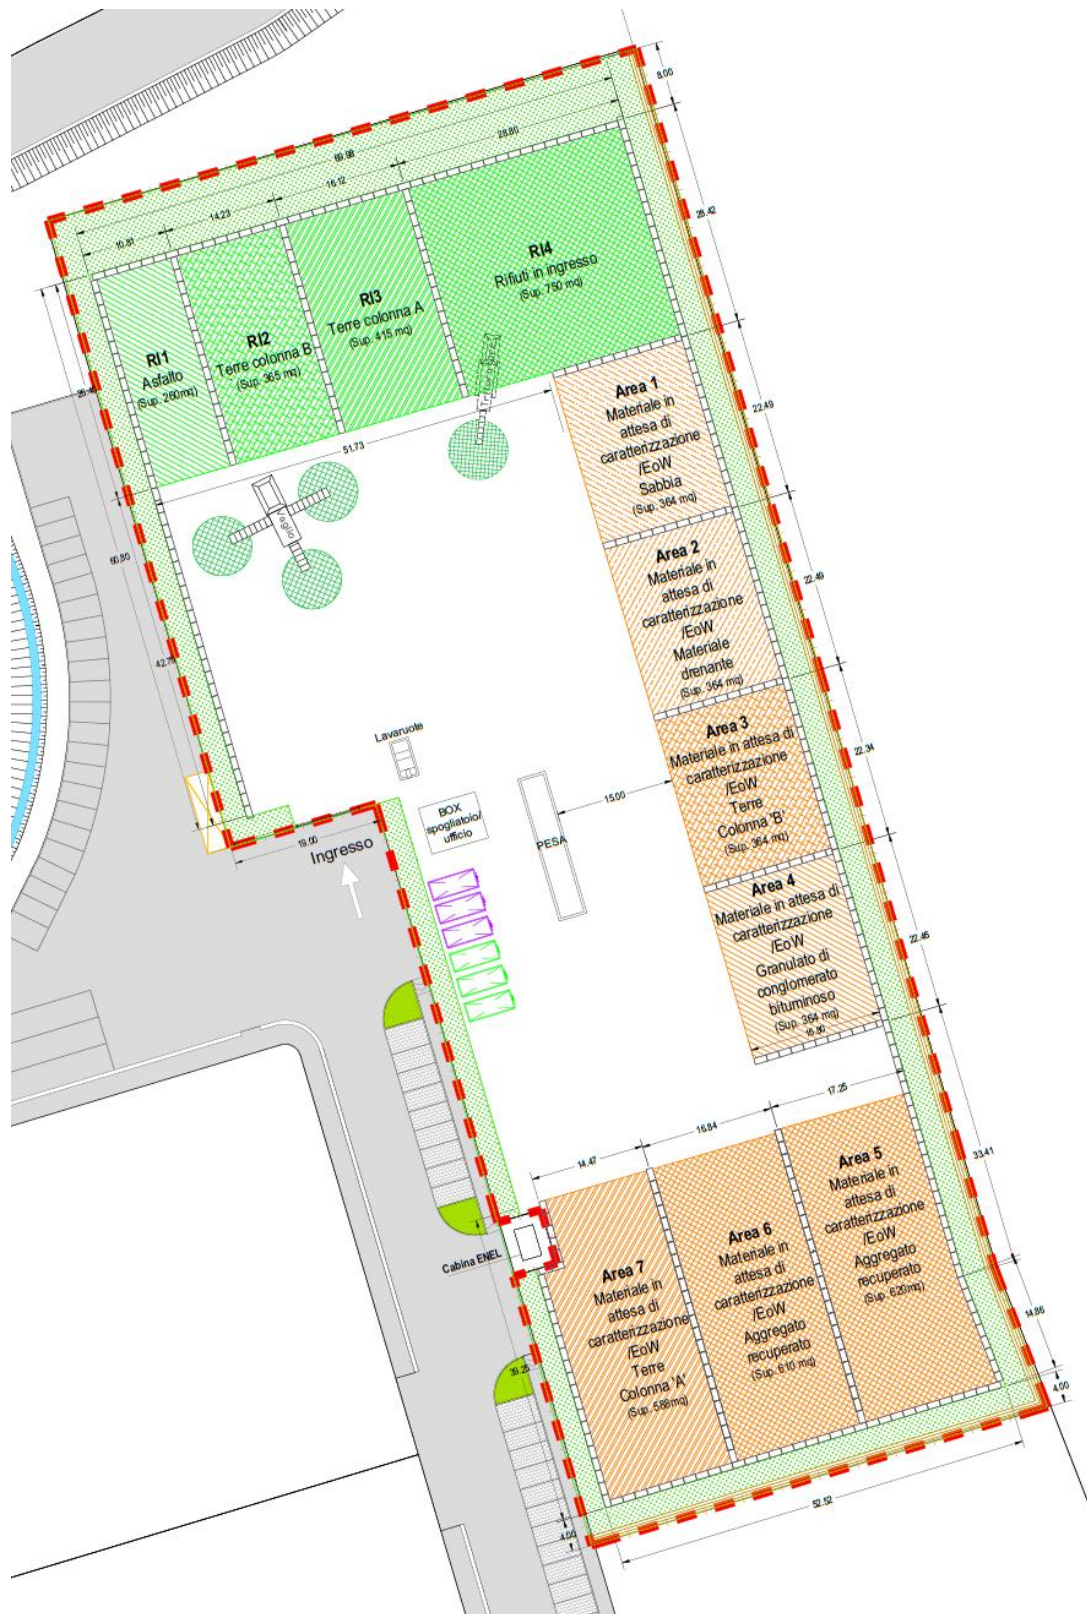 8.00
28.80
69.98
16.12
14.23
10.81
28.42
RI4
Rifiuti in ingresso
(Sup. 750 mq)
RI3
Terre colonna A
(Sup. 415 mq)
RI2
Terre colonna B
(Sup. 365 mq)
RI1
Asfalto
(Sup. 260mq)
51.73
Vaglio
60.80
Area 1
Materiale in
attesa di
caratterizzazione
/EoW
Sabbia
(Sup. 364 mq)
22.49
Area 2
Materiale in
attesa di
caratterizzazione
/EoW
Materiale
drenante
(Sup. 364 mq)
22.49
Lavaruote
BOX
spogliatoio/
ufficio
PESA
15.00
Area 3
Materiale in attesa di
caratterizzazione
/EoW
Terre
Colonna 'B'
(Sup. 364 mq)
22.34
19.00
Ingresso
Area 4
Materiale in attesa di
caratterizzazione
/EoW
Granulato di
conglomerato
bituminoso
(Sup. 364 mq)
22.46
17.25
16.84
14.47
33.41
Area 5
Materiale in
attesa di
caratterizzazione
/EoW
Aggregato
recuperato
(Sup. 620mq)
Area 6
Materiale in
attesa di
caratterizzazione
/EoW
Aggregato
recuperato
(Sup. 610 mq)
Cabina ENEL
Area 7
Materiale in
attesa di
caratterizzazione
/EoW
Terre
Colonna 'A'
39.25
14.86
4.00
52.52
4.00